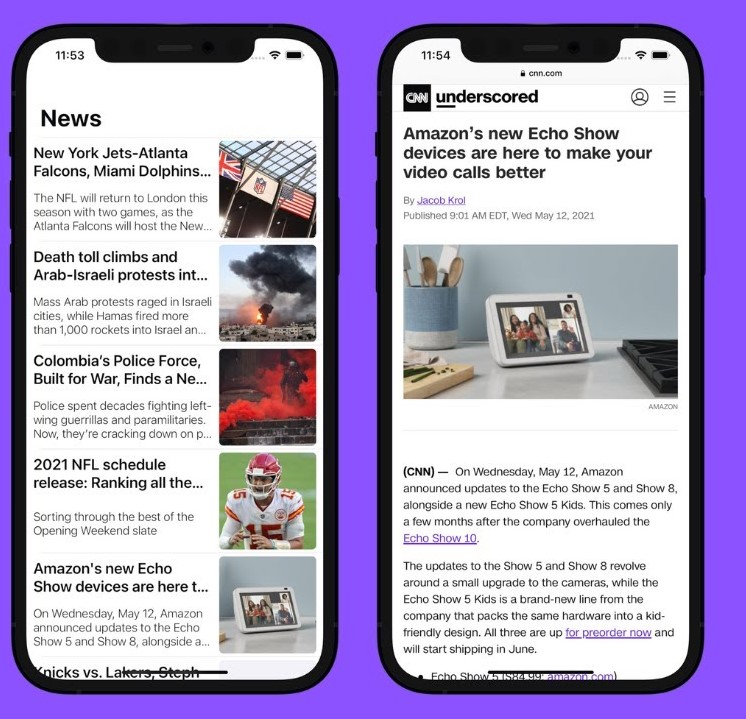 11:53
News
New York Jets-Atlanta
Falcons, Miami Dolphins...
The NFL will return to London this
season with two games, as the
Atlanta Falcons will host the New...
Death toll climbs and
Arab-Israeli protests int...
Mass Arab protests raged in Israeli
cities, while Hamas fired more
than 1,000 rockets into Israel an...
Colombia's Police Force,
Built for War, Finds a Ne...
Police spent decades fighting left-
wing guerrillas and paramilitaries.
Now, they're cracking down on p...
2021 NFL schedule
release: Ranking all the...
Sorting through the best of the
Opening Weekend slate
Amazon's new Echo
Show devices are here t...
On Wednesday, May 12, Amazon
announced updates to the Echo
Show 5 and Show 8, alongside a...
Knicks vs. Lakers, Steph
11:54
cnn.com
CNN underscored
Amazon's new Echo Show
devices are here to make your
video calls better
By Jacob Krol
Published 9:01 AM EDT, Wed May 12, 2021
AMAZON
(CNN) — On Wednesday, May 12, Amazon
announced updates to the Echo Show 5 and Show 8,
alongside a new Echo Show 5 Kids. This comes only
a few months after the company overhauled the
Echo Show 10.
The updates to the Show 5 and Show 8 revolve
around a small upgrade to the cameras, while the
Echo Show 5 Kids is a brand-new line from the
company that packs the same hardware into a kid-
friendly design. All three are up for preorder now and
will start shipping in June.
• Echo Show 5 ($84.99; amazon.com)